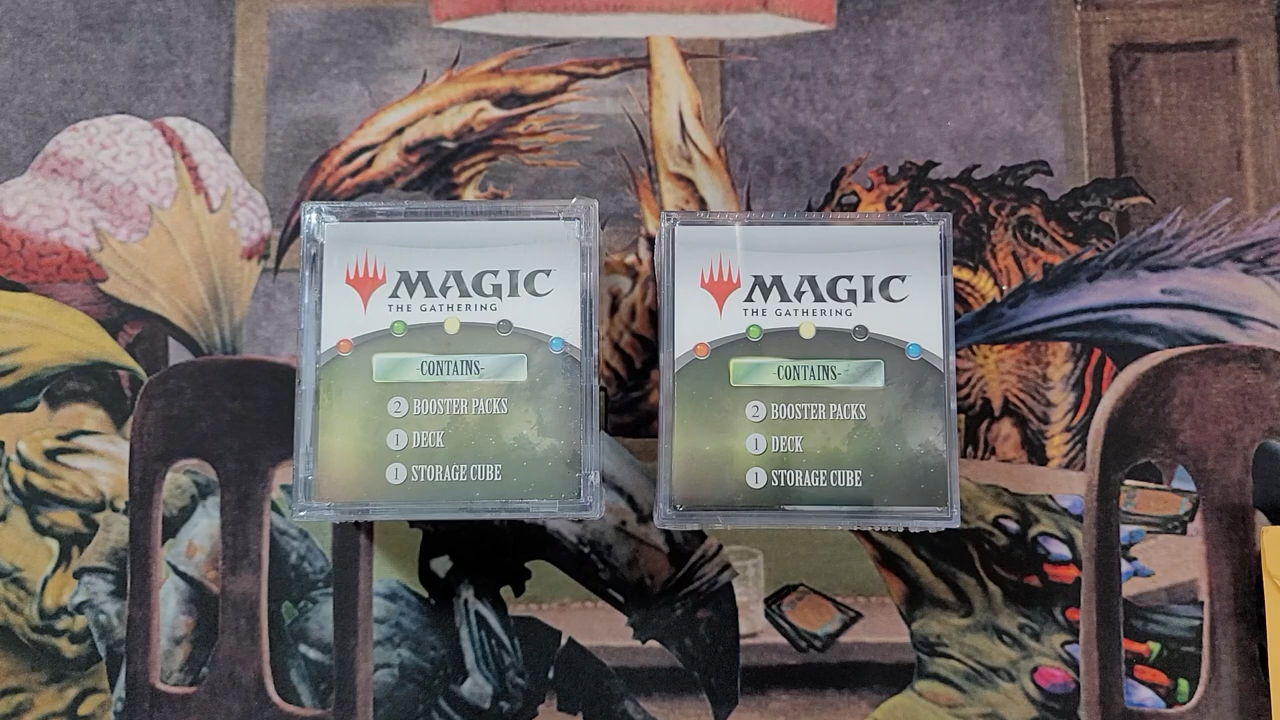 MAGIC
THE GATHERING
-CONTAINS-
2 BOOSTER PACKS
1 DECK
1 STORAGE CUBE
MAGIC
THE GATHERING
-CONTAINS-
2 BOOSTER PACKS
1 DECK
1 STORAGE CUBE